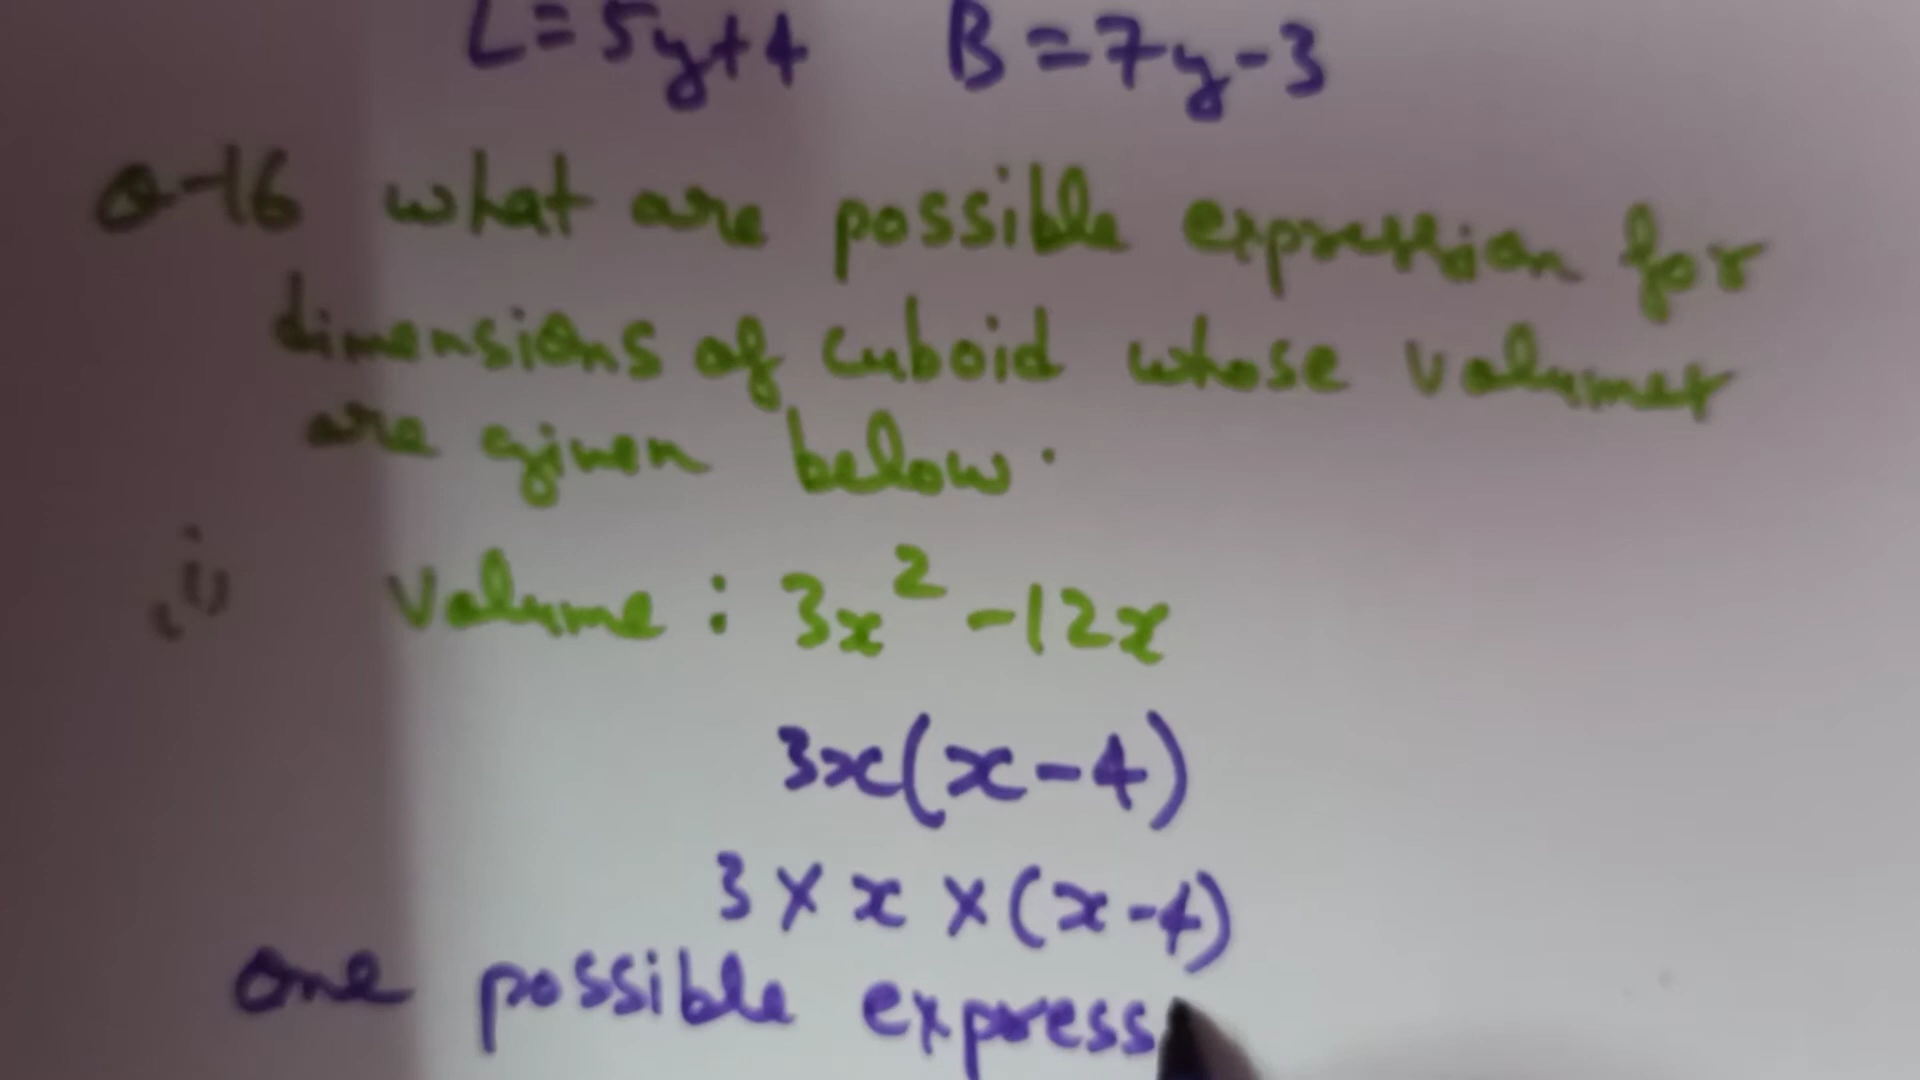 L = 5y+4 B = 7y-3
Q-16 what are possible expression for
dimensions of cuboid whose volumes
are given below.
(i) Volume : 3x² - 12x
3x(x-4)
3 × x × (x-4)
one possible express